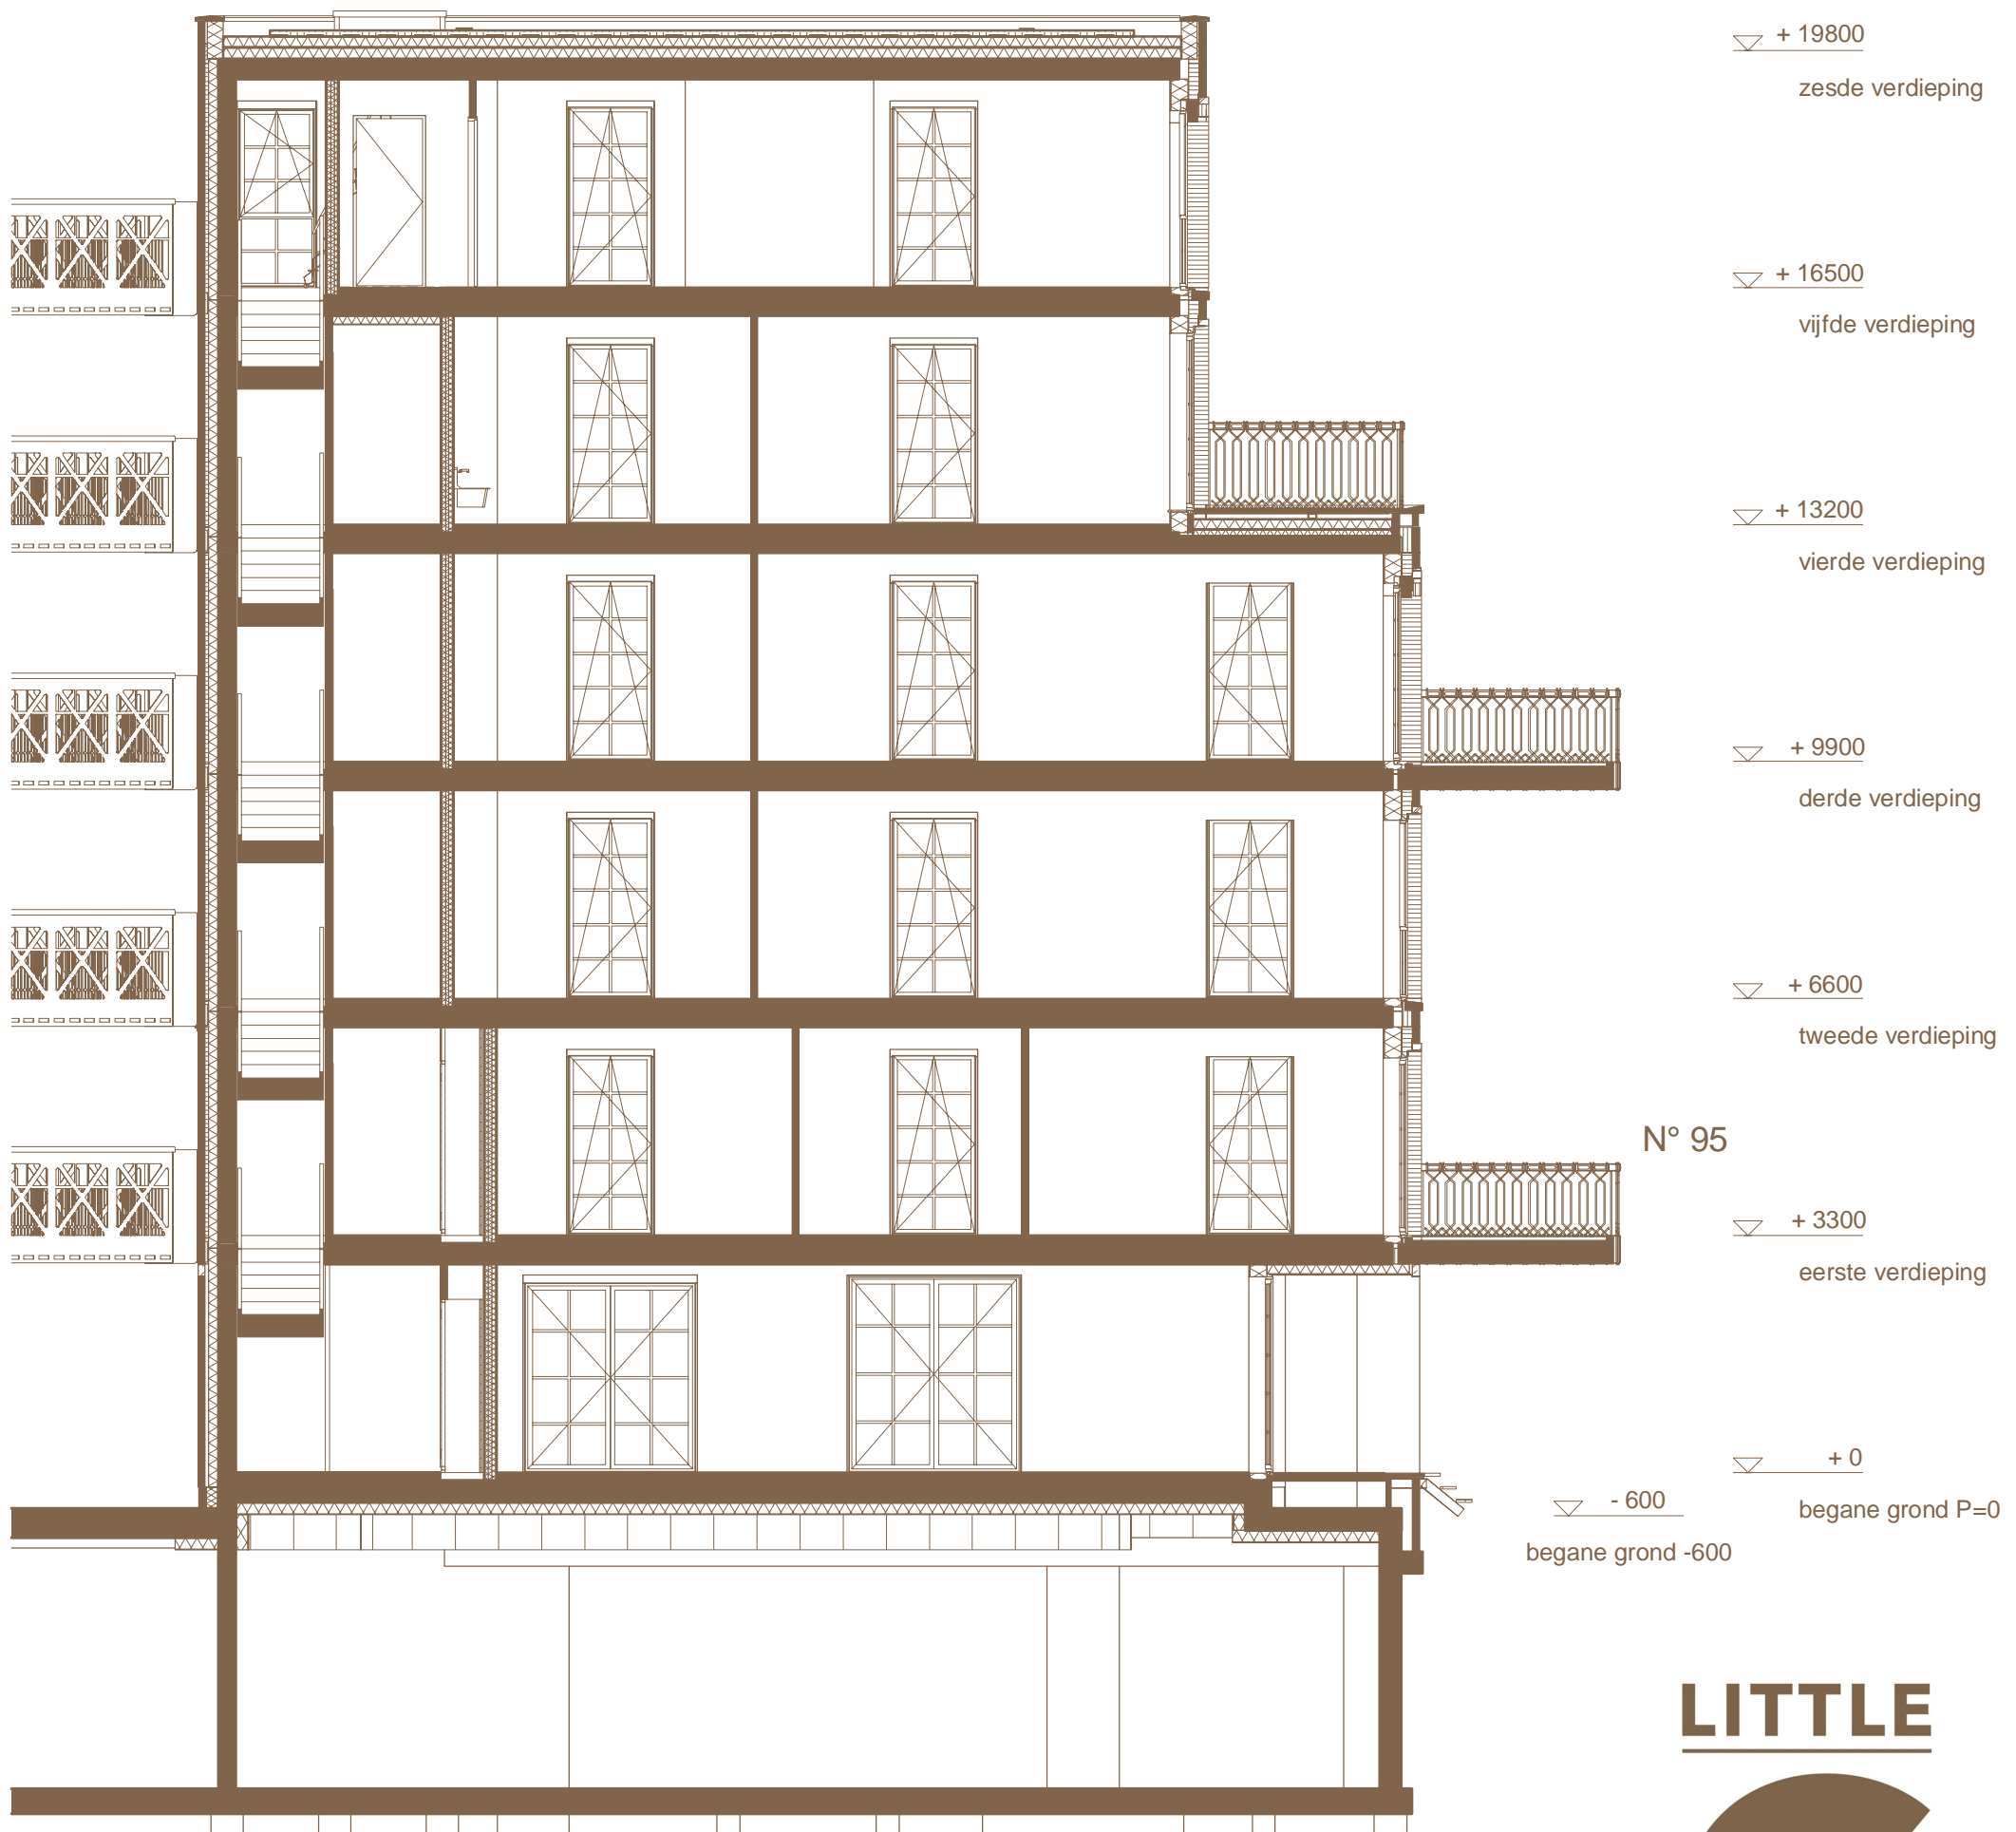 + 19800
zesde verdieping
+ 16500
vijfde verdieping
+ 13200
vierde verdieping
+ 9900
derde verdieping
+ 6600
tweede verdieping
N° 95
+ 3300
eerste verdieping
+ 0
begane grond P=0
- 600
begane grond -600
LITTLE